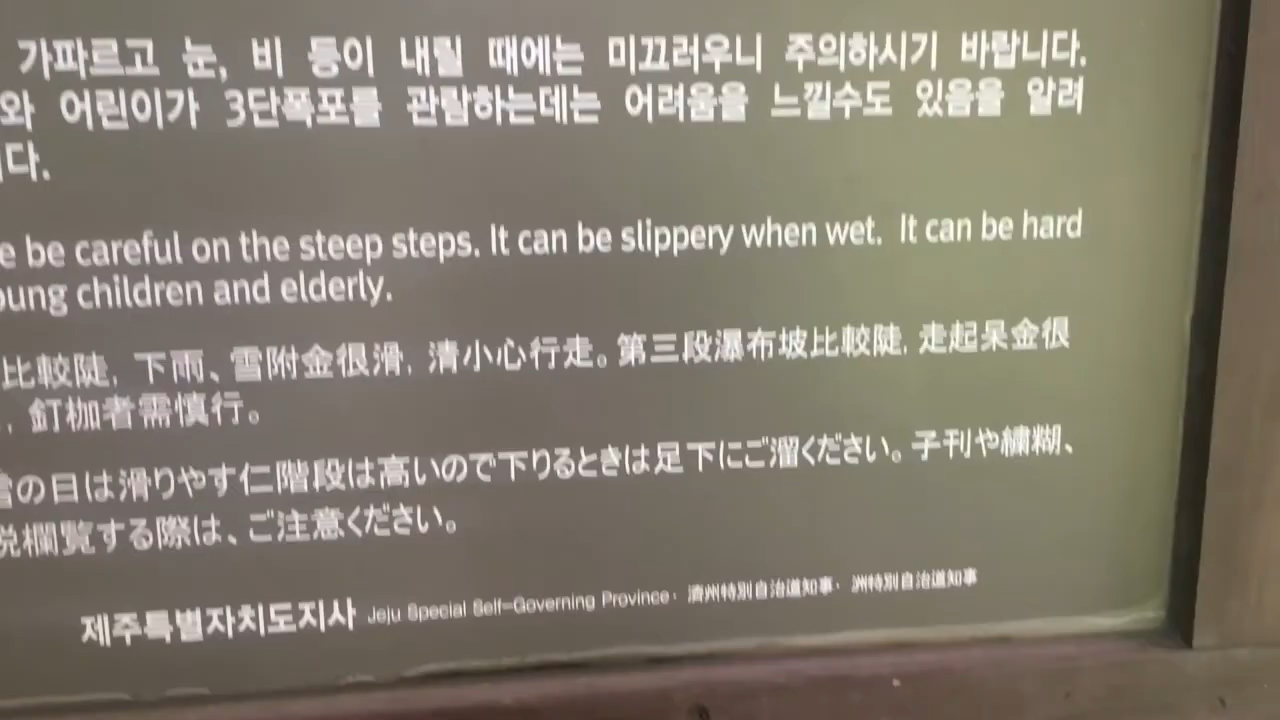 가파르고 눈, 비 등이 내릴 때에는 미끄러우니 주의하시기 바랍니다.
와 어린이가 3단폭포를 관람하는데는 어려움을 느낄수도 있음을 알려
다.
be careful on the steep steps. It can be slippery when wet. It can be hard
children and elderly.
比較陡, 下雨、雪附金很滑, 清小心行走。第三段瀑布坡比較陡, 走起呆金很
者需慎行。
の日は滑りやす仁階段は高いので下りるときは足下にご溜ください。子刊や
欄覧する際は、ご注意ください。
제주특별자치도지사 Jeju Special Self-Governing Province· 濟州特別自治道知事· 洲特別自治道知事